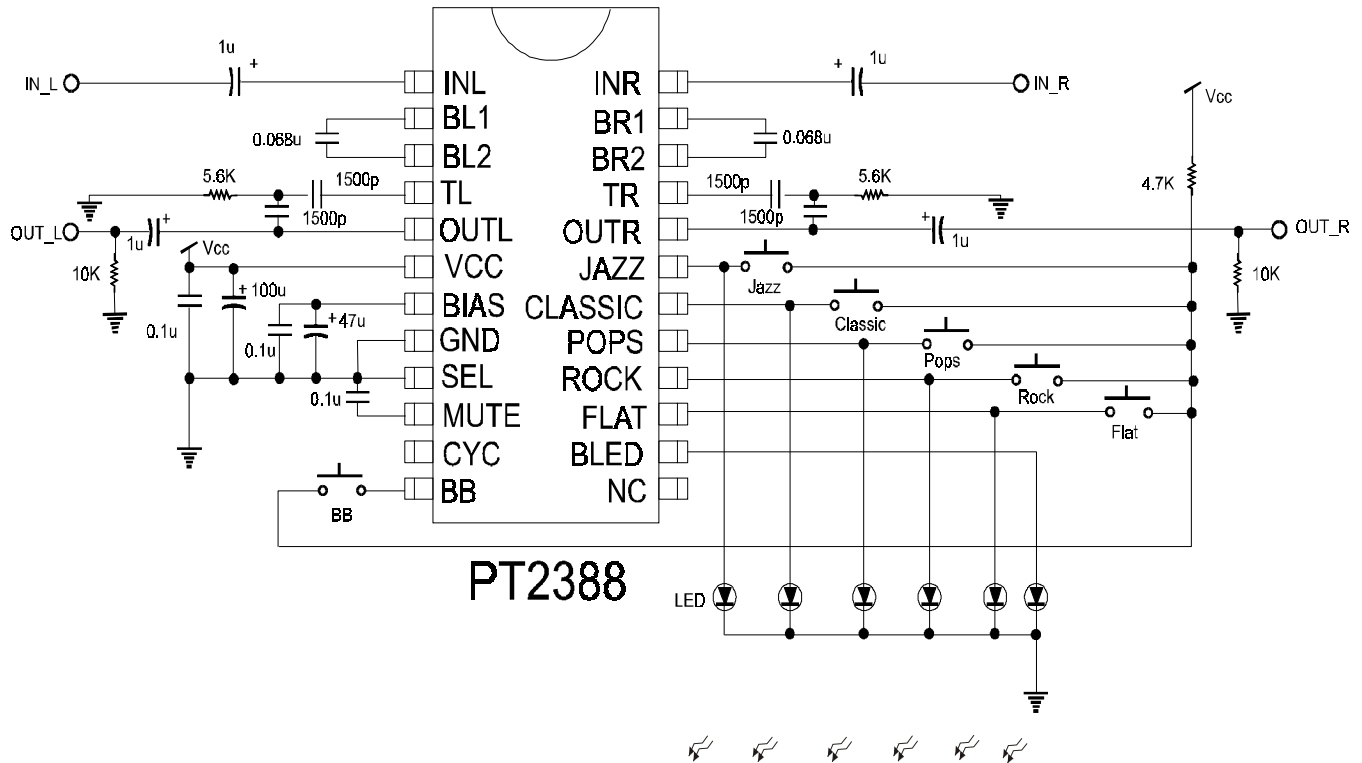 1u
+
IN_L
INL
INR
+
1u
IN_R
BL1
BR1
Vcc
0.068u
0.068u
BL2
BR2
5.6K
1500p
TL
TR
1500p
5.6K
4.7K
1500p
1500p
OUT_L
+
1u
OUTL
OUTR
+
1u
OUT_R
Vcc
10K
VCC
JAZZ
Jazz
10K
+
100u
BIAS
CLASSIC
Classic
0.1u
+
47u
0.1u
GND
POPS
Pops
SEL
ROCK
Rock
0.1u
MUTE
FLAT
Flat
CYC
BLED
BB
BB
NC
PT2388
LED